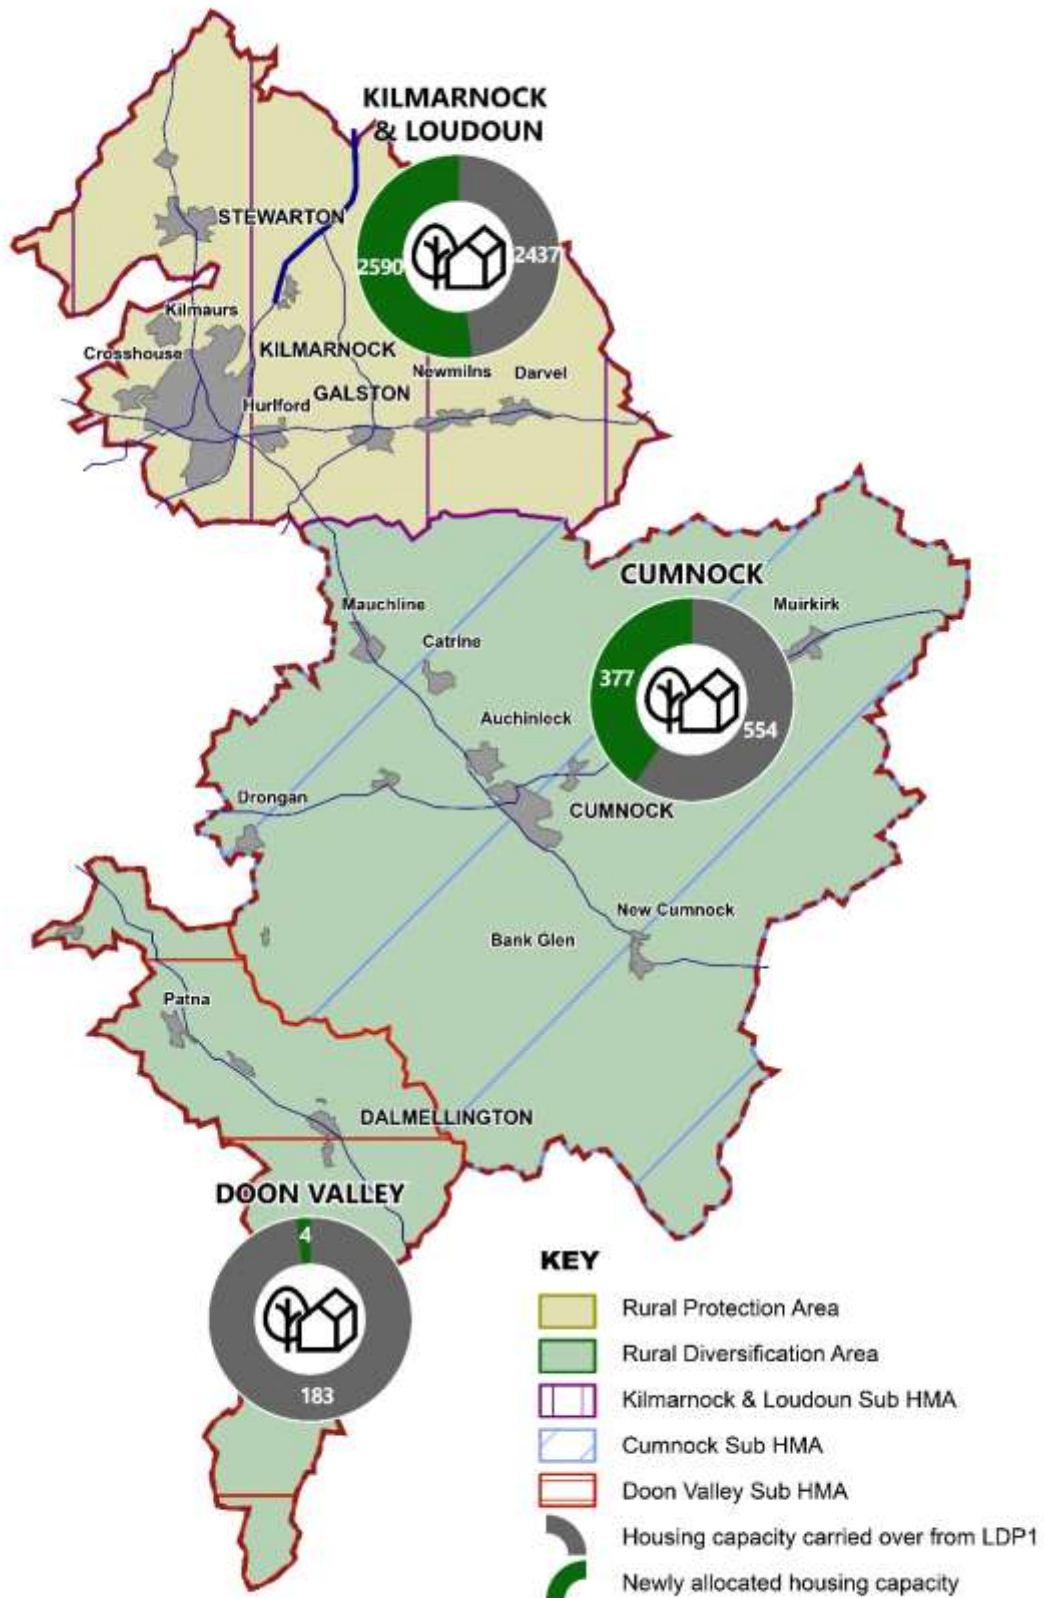 KILMARNOCK
& LOUDOUN
STEWARTON
2590
2437
Kilmaurs
Crosshouse
KILMARNOCK
Newmilns
Darvel
GALSTON
Hurlford
CUMNOCK
Mauchline
Muirkirk
Catrine
377
Auchinleck
554
Drongan
CUMNOCK
New Cumnock
Bank Glen
Patna
DALMELLINGTON
DOON VALLEY
4
183
KEY
Rural Protection Area
Rural Diversification Area
Kilmarnock & Loudoun Sub HMA
Cumnock Sub HMA
Doon Valley Sub HMA
Housing capacity carried over from LDP1
Newly allocated housing capacity